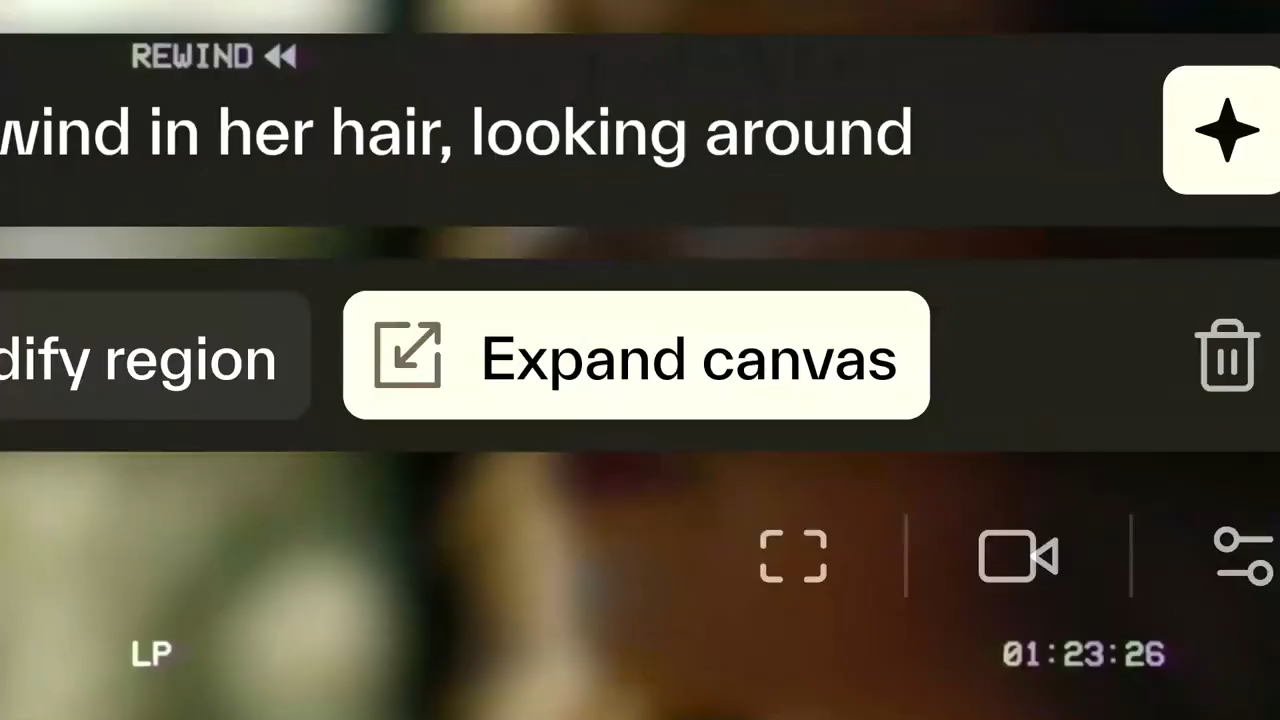 REWIND
wind in her hair, looking around
dify region
Expand canvas
LP
01:23:26